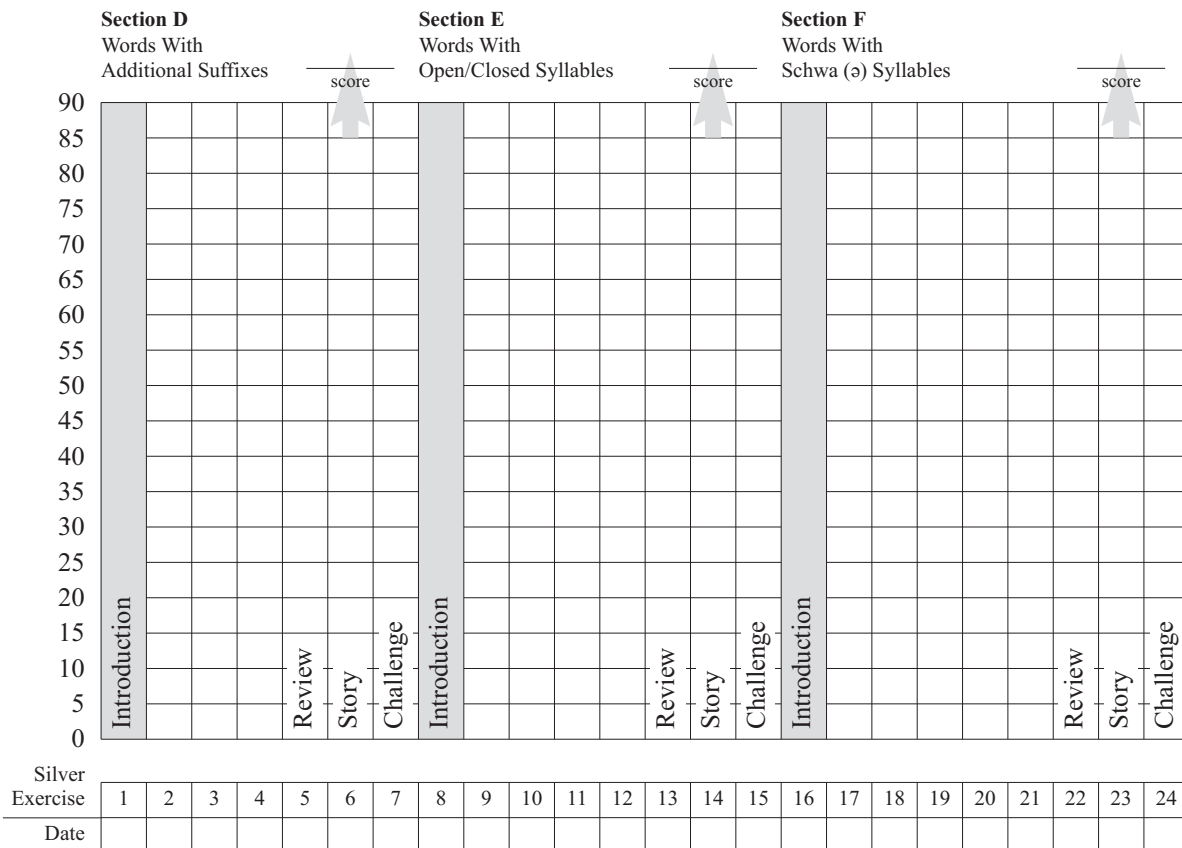 Section D
Words With
Additional Suffixes
score
Section E
Words With
Open/Closed Syllables
score
Section F
Words With
Schwa (ə) Syllables
score
90
85
80
75
70
65
60
55
50
45
40
35
30
25
20
15
10
5
0
Introduction
Review
Story
Challenge
Introduction
Review
Story
Challenge
Introduction
Review
Story
Challenge
Silver
Exercise 1 2 3 4 5 6 7 8 9 10 11 12 13 14 15 16 17 18 19 20 21 22 23 24
Date